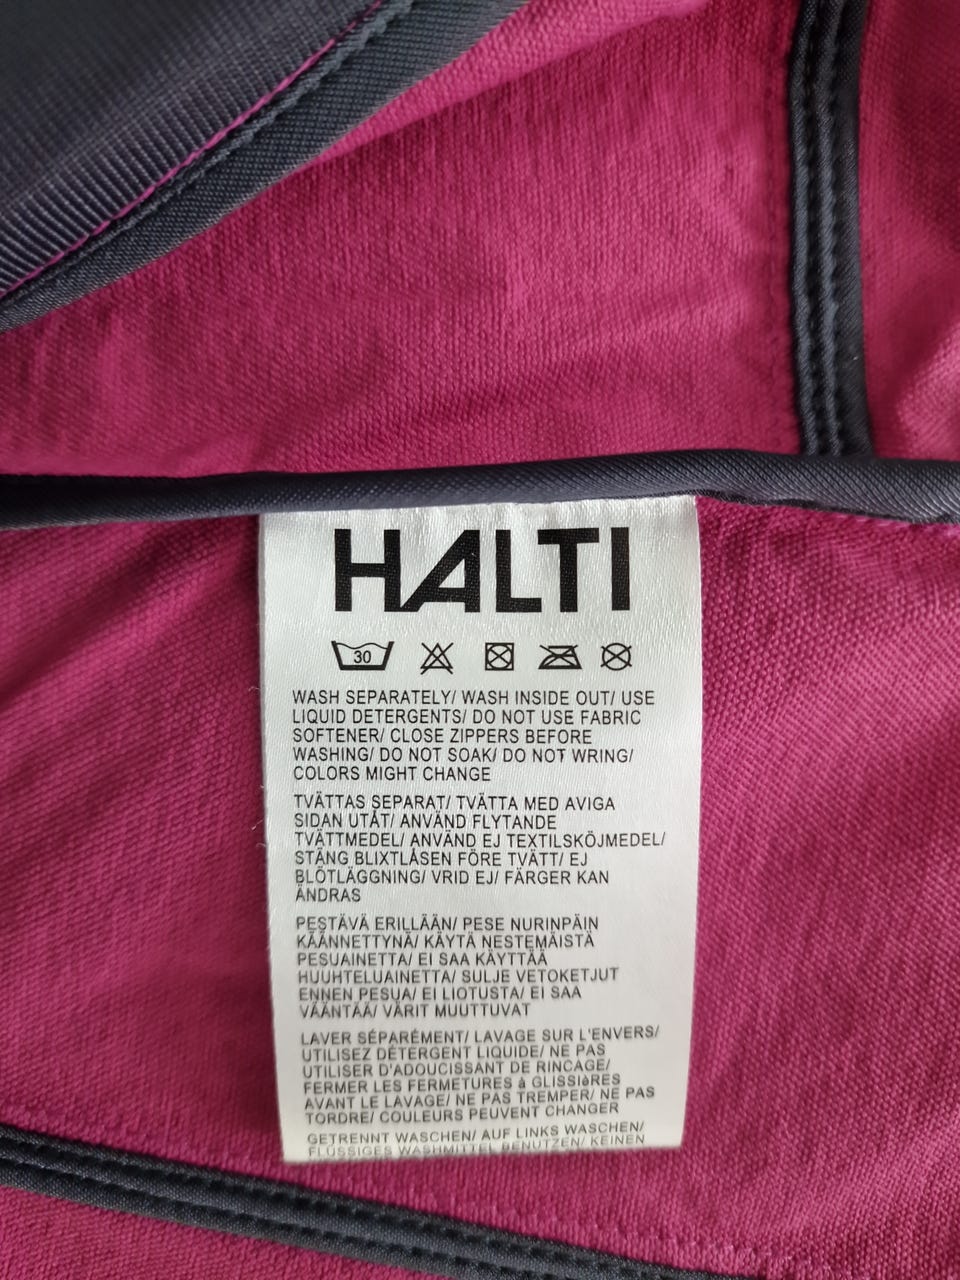 HALTI
30
WASH SEPARATELY/ WASH INSIDE OUT/ USE
LIQUID DETERGENTS/ DO NOT USE FABRIC
SOFTENER/ CLOSE ZIPPERS BEFORE
WASHING/ DO NOT SOAK/ DO NOT WRING/
COLORS MIGHT CHANGE
TVÄTTAS SEPARAT/ TVÄTTA MED AVIGA
SIDAN UTÅT/ ANVÄND FLYTANDE
TVÄTTMEDEL/ ANVÄND EJ TEXTILSKÖJMEDEL/
STÄNG BLIXTLÅSEN FÖRE TVÄTT/ EJ
BLÖTLÄGGNING/ VRID EJ/ FÄRGER KAN
ÄNDRAS
PESTÄVÄ ERILLÄÄN/ PESE NURINPÄIN
KÄÄNNETTYNÄ/ KÄYTÄ NESTEMÄISTÄ
PESUAINETTA/ EI SAA KÄYTTÄÄ
HUUHTELUAINETTA/ SULJE VETOKETJUT
ENNEN PESUA/ EI LIOTUSTA/ EI SAA
VÄÄNTÄÄ/ VÄRIT MUUTTUVAT
LAVER SÉPARÉMENT/ LAVAGE SUR L'ENVERS/
UTILISEZ DÉTERGENT LIQUIDE/ NE PAS
UTILISER D'ADOUCISSANT DE RINCAGE/
FERMER LES FERMETURES à GLISSIèRES
AVANT LE LAVAGE/ NE PAS TREMPER/ NE PAS
TORDRE/ COULEURS PEUVENT CHANGER
GETRENNT WASCHEN/ AUF LINKS WASCHEN/
FLÜSSIGES WASHMITTEL BENUTZEN/ KEINEN